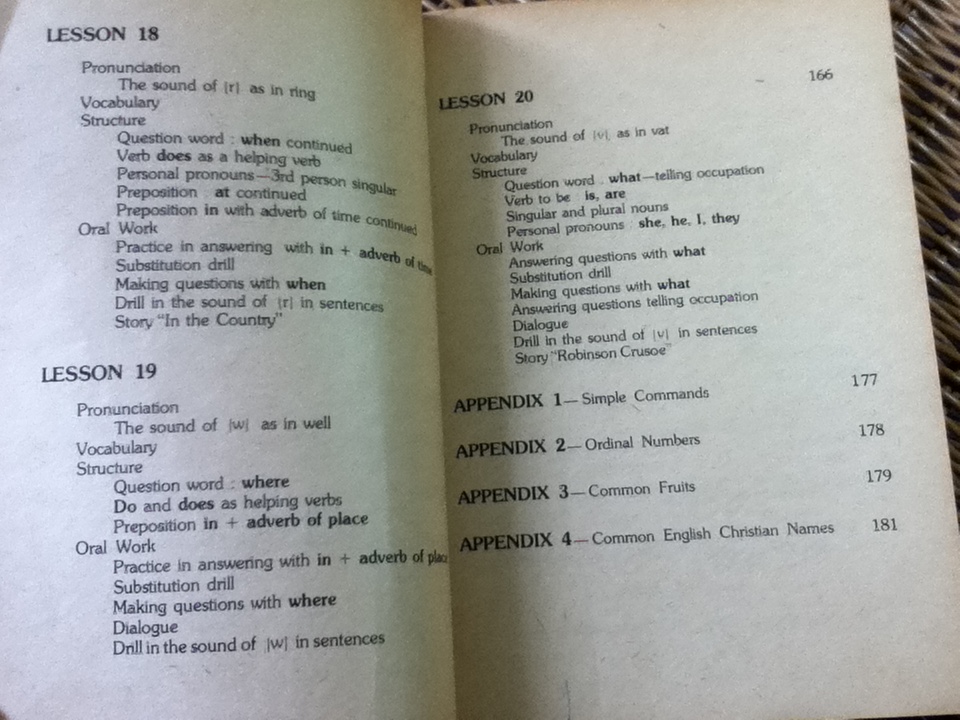 LESSON 18
Pronunciation
The sound of |r| as in ring
Vocabulary
Structure
Question word : when continued
Verb does as a helping verb
Personal pronouns—3rd person singular
Preposition at continued
Preposition in with adverb of time continued
Oral Work
Practice in answering with in + adverb of time
Substitution drill
Making questions with when
Drill in the sound of |r| in sentences
Story "In the Country"
LESSON 19
Pronunciation
The sound of |w| as in well
Vocabulary
Structure
Question word : where
Do and does as helping verbs
Preposition in + adverb of place
Oral Work
Practice in answering with in + adverb of place
Substitution drill
Making questions with where
Dialogue
Drill in the sound of |w| in sentences
166
LESSON 20
Pronunciation
The sound of |v| as in vat
Vocabulary
Structure
Question word : what—telling occupation
Verb to be : is, are
Singular and plural nouns
Personal pronouns : she, he, I, they
Oral Work
Answering questions with what
Substitution drill
Making questions with what
Answering questions telling occupation
Dialogue
Drill in the sound of |v| in sentences
Story "Robinson Crusoe"
APPENDIX 1— Simple Commands 177
APPENDIX 2— Ordinal Numbers 178
APPENDIX 3— Common Fruits 179
APPENDIX 4— Common English Christian Names 181